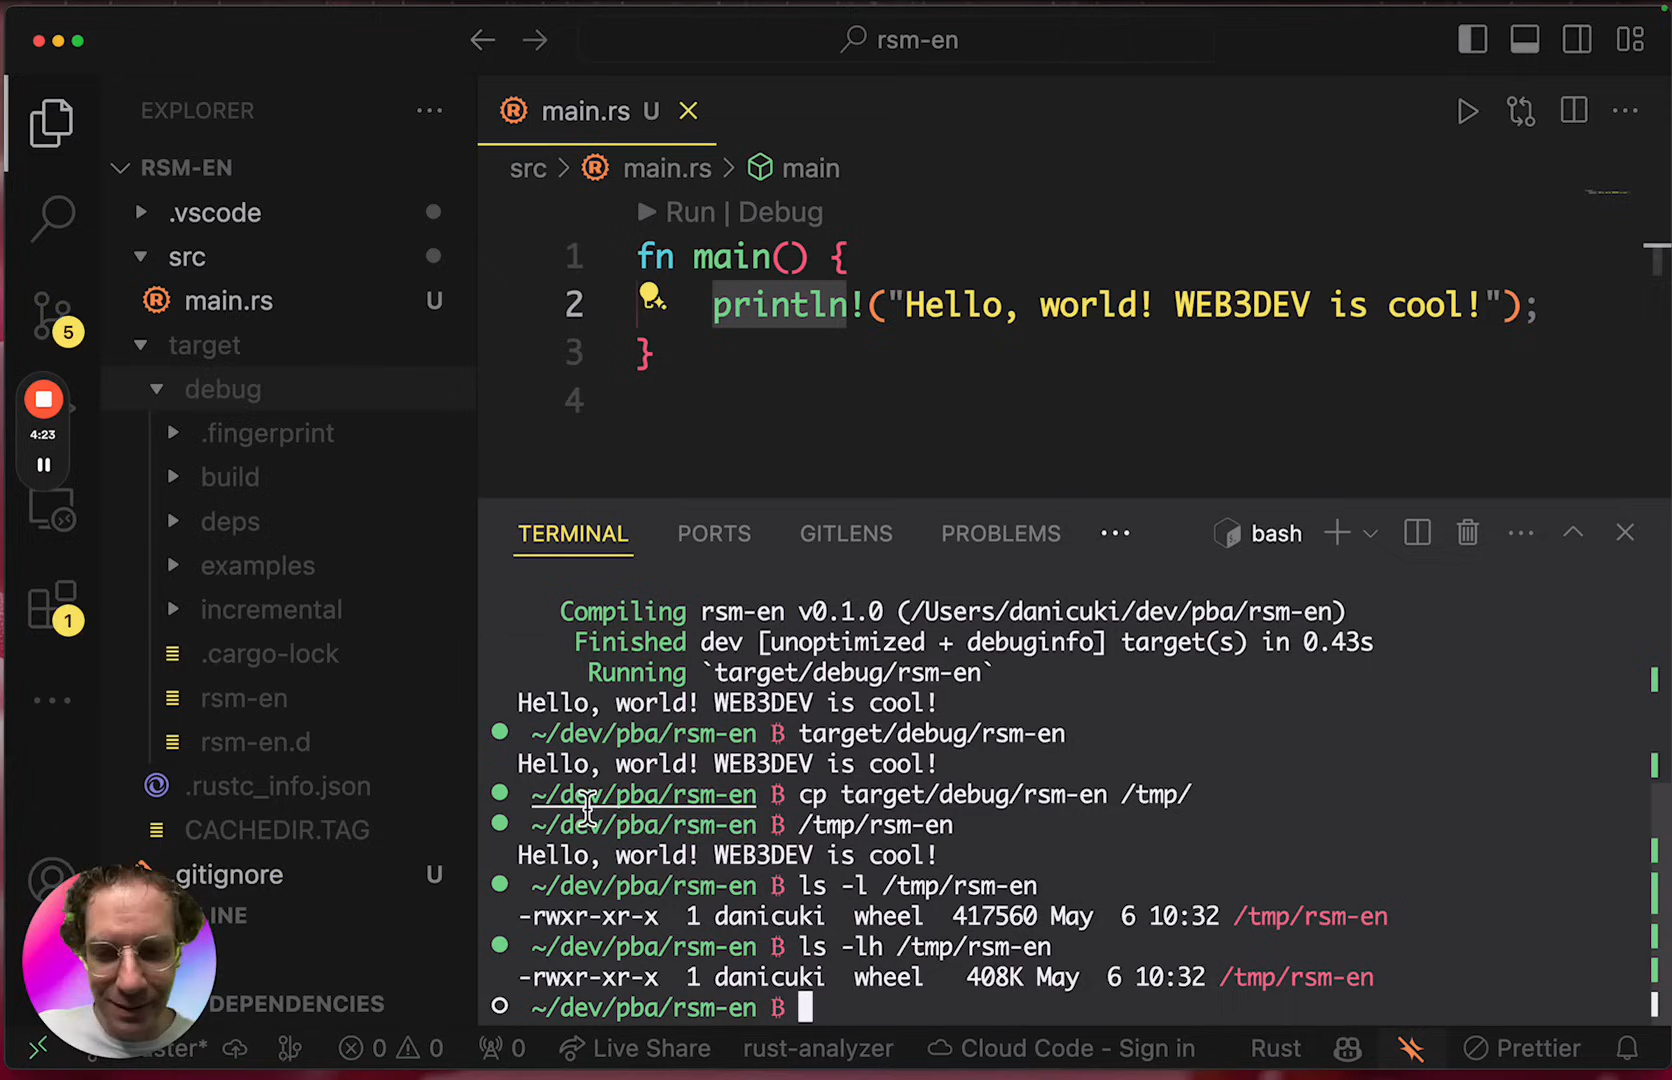 rsm-en
EXPLORER
RSM-EN
.vscode
src
main.rs U
target
debug
.fingerprint
build
deps
examples
incremental
.cargo-lock
rsm-en
rsm-en.d
.rustc_info.json
CACHEDIR.TAG
.gitignore U
LINE
DEPENDENCIES
5
4:23
1
main.rs U
src > main.rs > main
Run | Debug
1 fn main() {
2 println!("Hello, world! WEB3DEV is cool!");
3 }
4
TERMINAL PORTS GITLENS PROBLEMS bash
Compiling rsm-en v0.1.0 (/Users/danicuki/dev/pba/rsm-en)
Finished dev [unoptimized + debuginfo] target(s) in 0.43s
Running `target/debug/rsm-en`
Hello, world! WEB3DEV is cool!
~/dev/pba/rsm-en ₿ target/debug/rsm-en
Hello, world! WEB3DEV is cool!
~/dev/pba/rsm-en ₿ cp target/debug/rsm-en /tmp/
~/dev/pba/rsm-en ₿ /tmp/rsm-en
Hello, world! WEB3DEV is cool!
~/dev/pba/rsm-en ₿ ls -l /tmp/rsm-en
-rwxr-xr-x 1 danicuki wheel 417560 May 6 10:32 /tmp/rsm-en
~/dev/pba/rsm-en ₿ ls -lh /tmp/rsm-en
-rwxr-xr-x 1 danicuki wheel 408K May 6 10:32 /tmp/rsm-en
~/dev/pba/rsm-en ₿
ster* 0 0 0 Live Share rust-analyzer Cloud Code - Sign in Rust Prettier